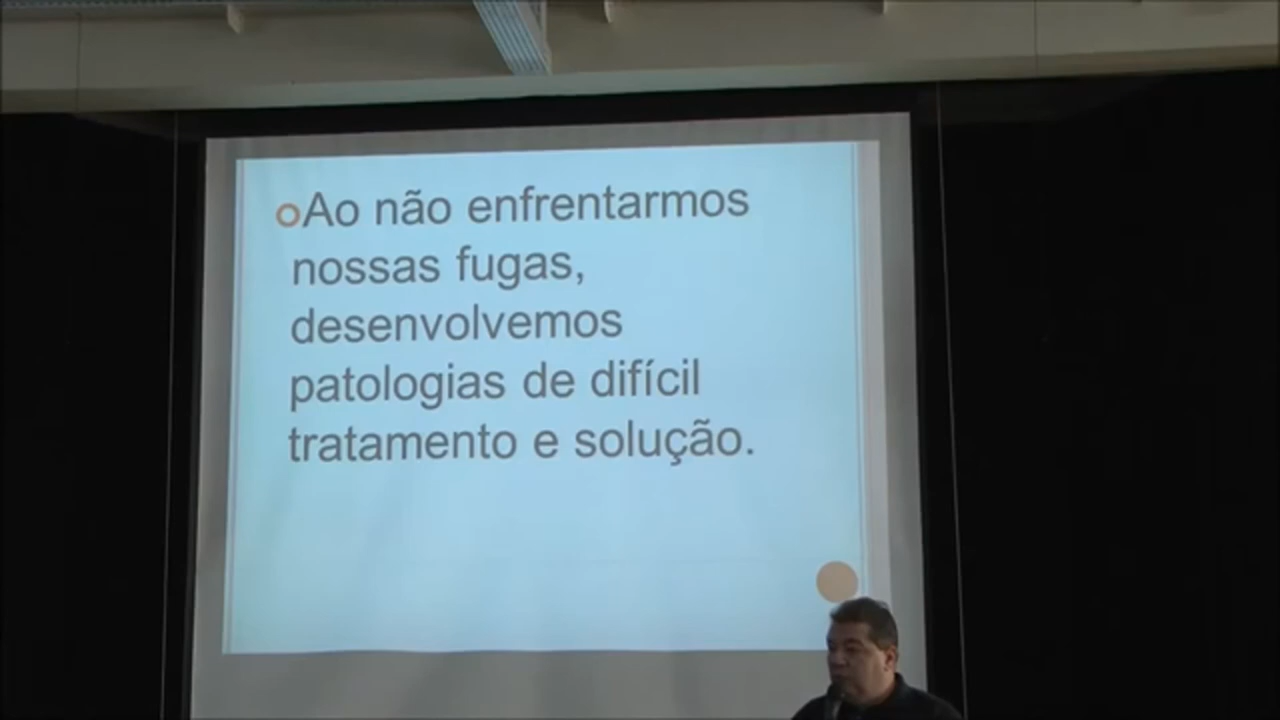 Ao não enfrentarmos
nossas fugas,
desenvolvemos
patologias de difícil
tratamento e solução.